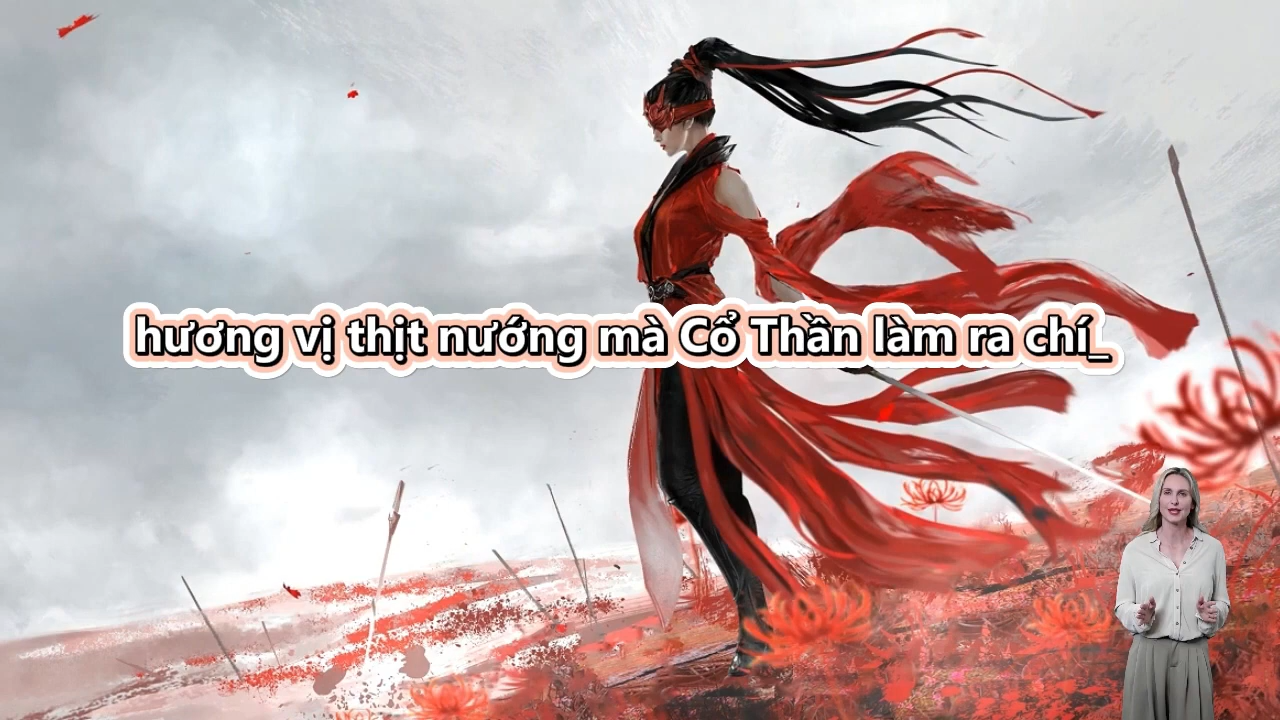 hương vị thịt nướng mà Cổ Thần làm ra chí_